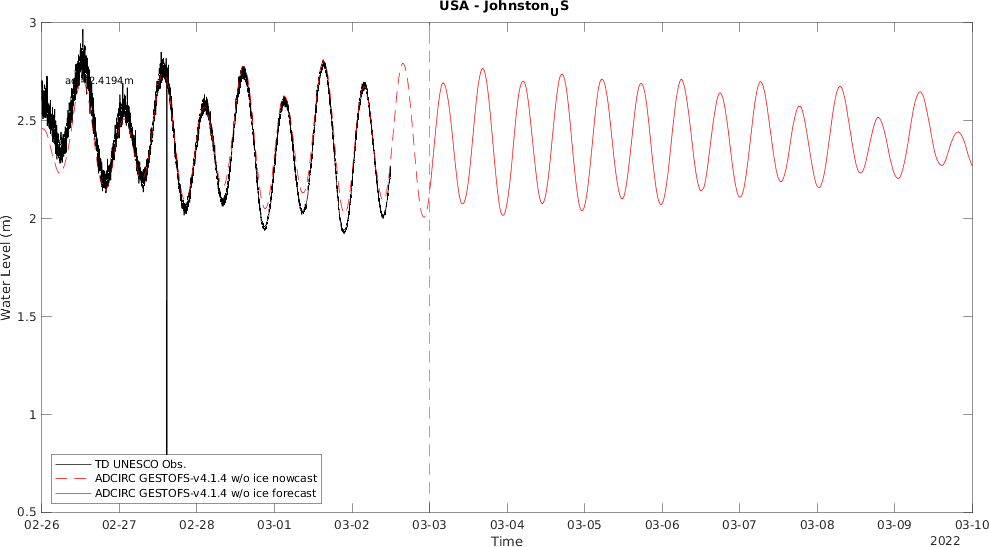 USA - Johnston_US
3
2.5
2
1.5
1
0.5
Water Level (m)
2.4194m
TD UNESCO Obs.
ADCIRC GESTOFS-v4.1.4 w/o ice nowcast
ADCIRC GESTOFS-v4.1.4 w/o ice forecast
02-26 02-27 02-28 03-01 03-02 03-03 03-04 03-05 03-06 03-07 03-08 03-09 03-10
Time
2022